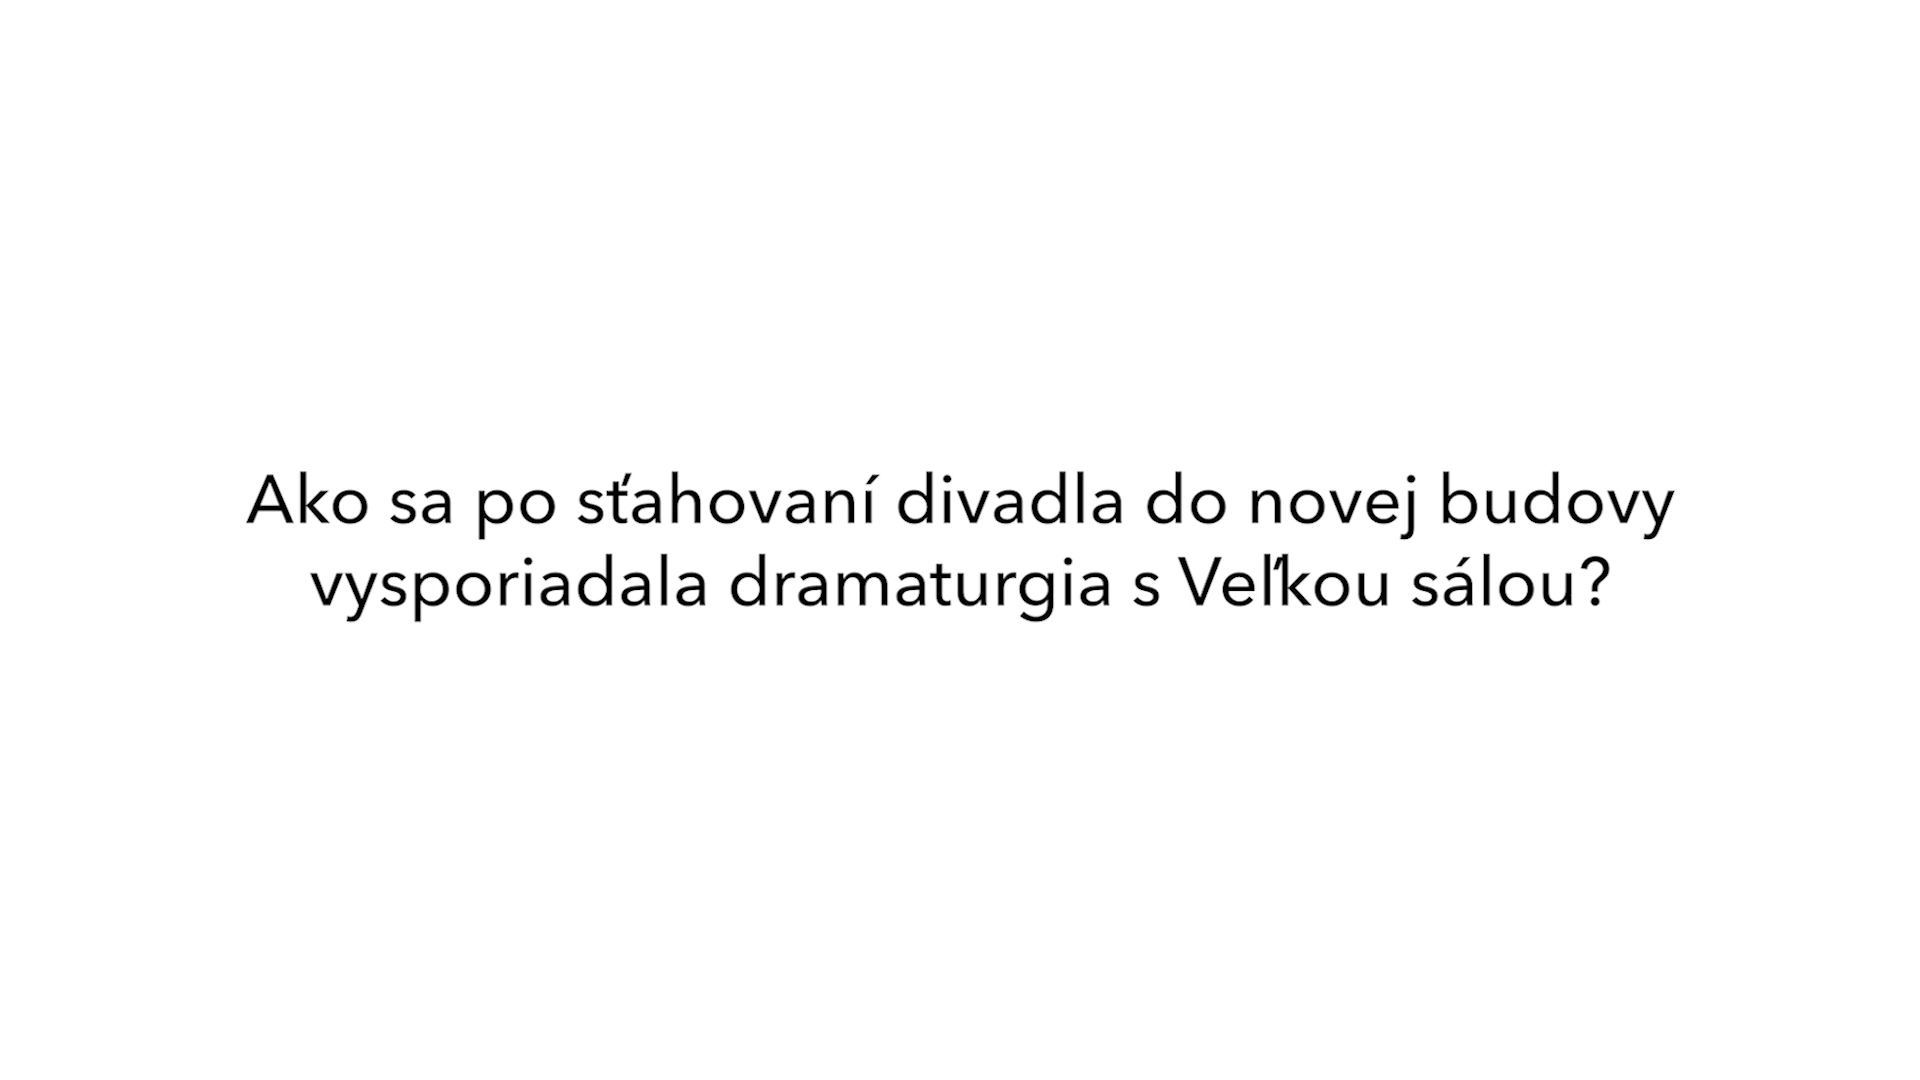 Ako sa po sťahovaní divadla do novej budovy
vysporiadala dramaturgia s Veľkou sálou?